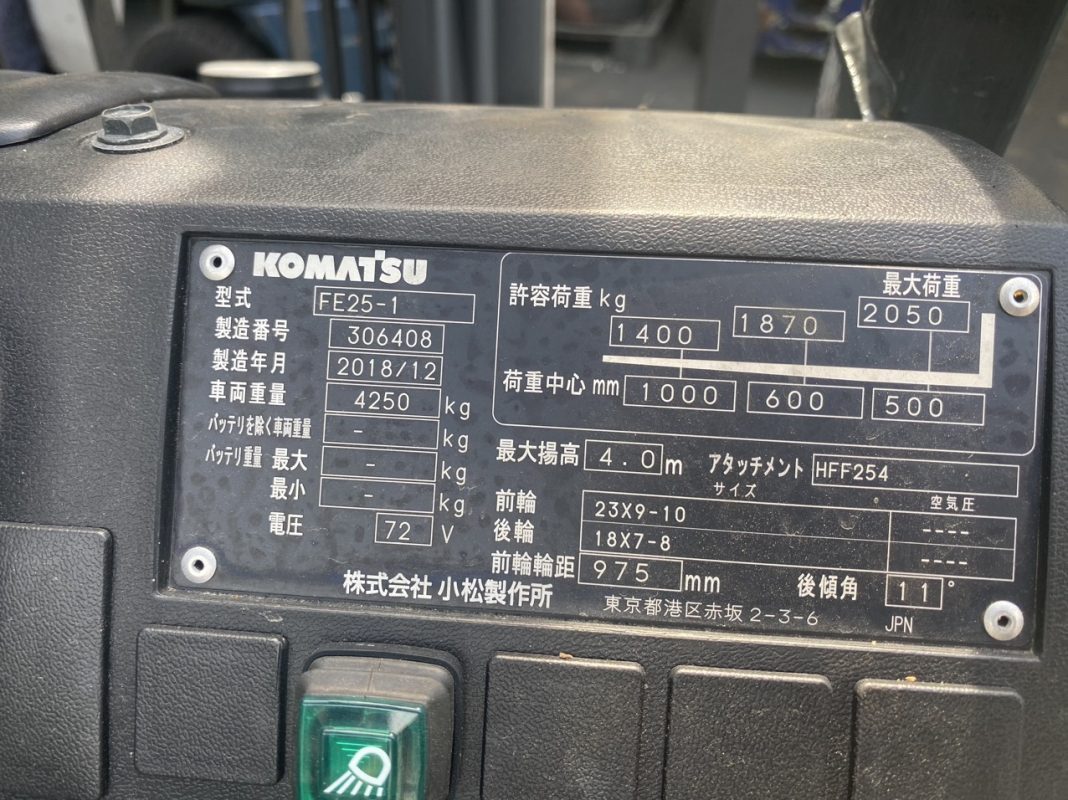 KOMATSU
型式 FE25-1
製造番号 306408
製造年月 2018/12
車両重量 4250 kg
バッテリを除く車両重量 - kg
バッテリ重量 最大 - kg
最小 - kg
電圧 72 V
許容荷重 kg 最大荷重
1400 1870 2050
荷重中心 mm 1000 600 500
最大揚高 4.0 m アタッチメント HFF254
サイズ 空気圧
前輪 23X9-10 ----
後輪 18X7-8 ----
前輪輪距 975 mm 後傾角 11°
株式会社 小松製作所 東京都港区赤坂 2-3-6 JPN